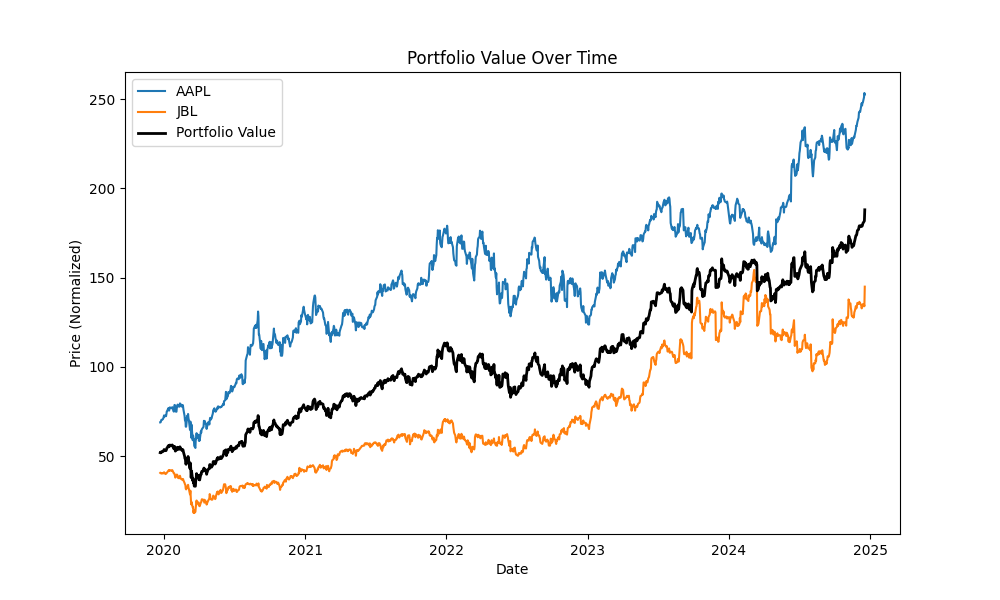 Portfolio Value Over Time
AAPL
JBL
Portfolio Value
Price (Normalized)
250
200
150
100
50
2020
2021
2022
2023
2024
2025
Date